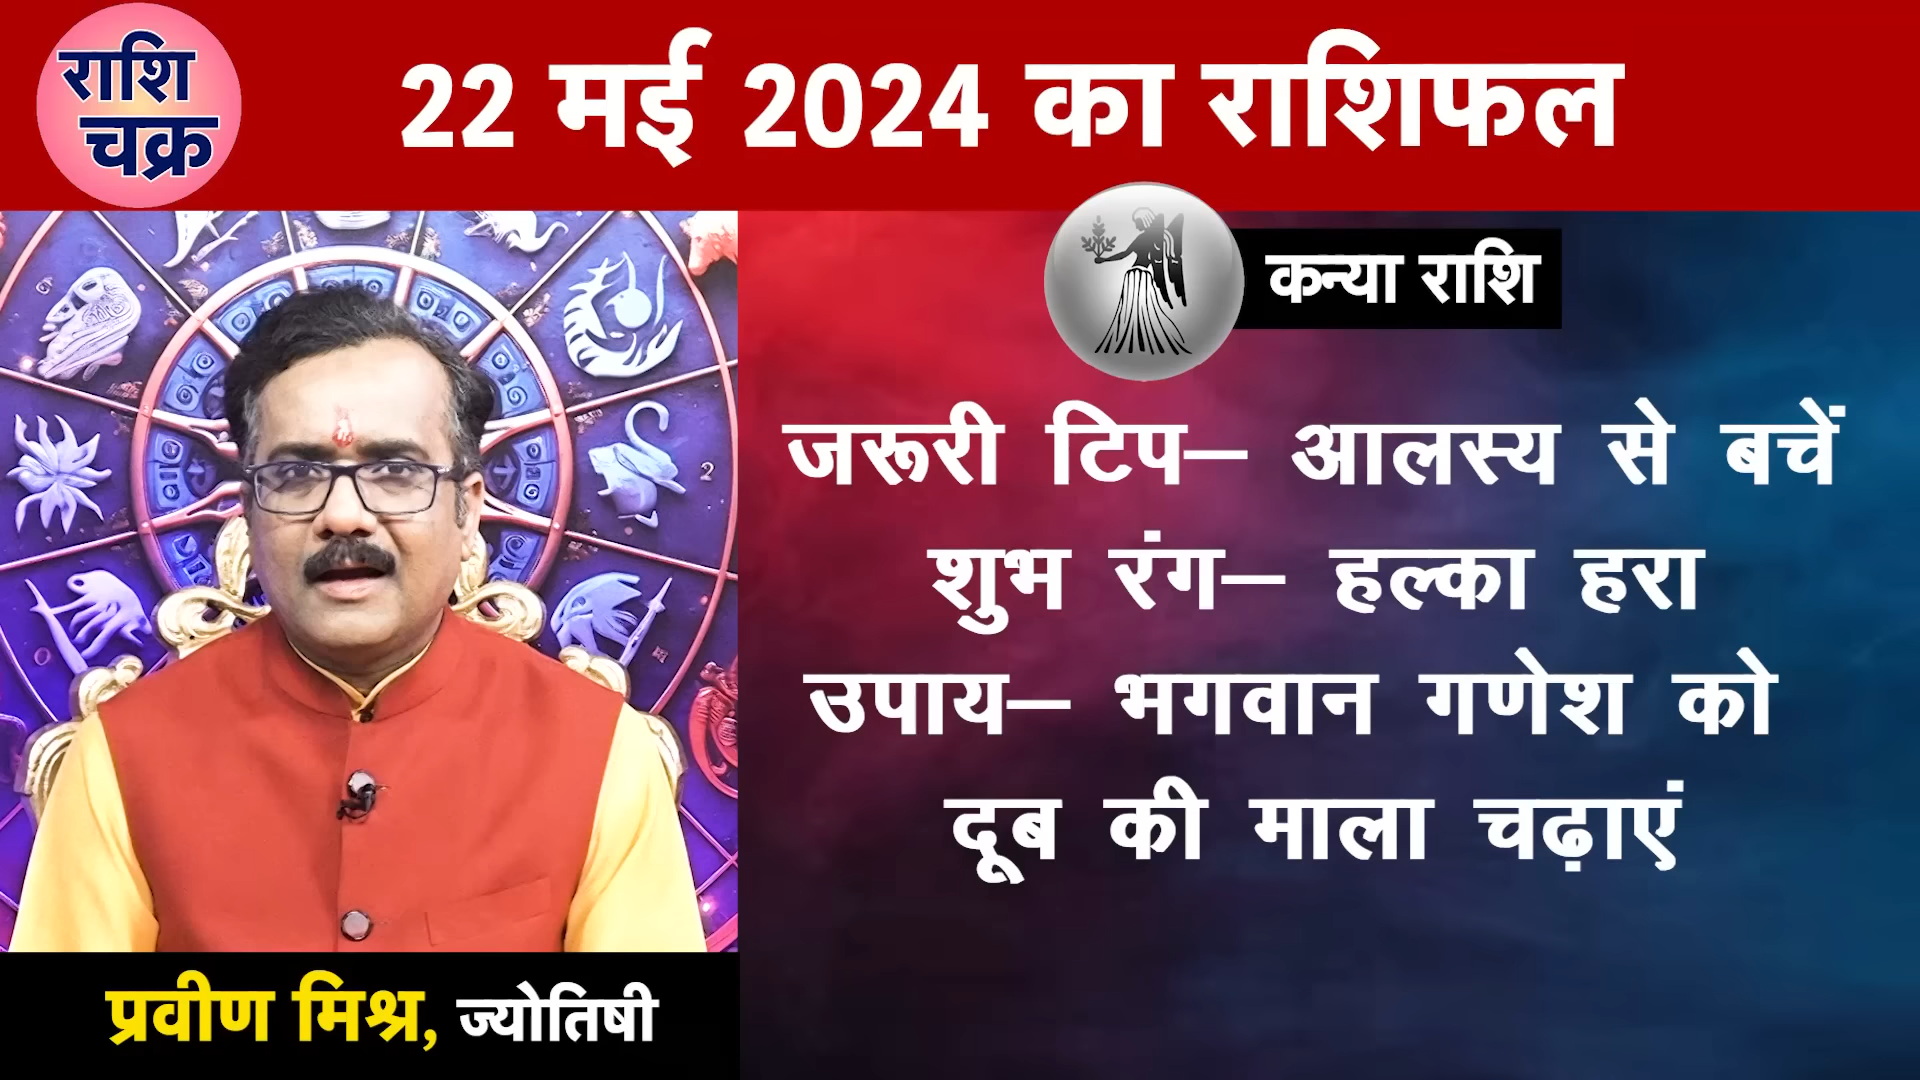 राशि
चक्र
22 मई 2024 का राशिफल
कन्या राशि
जरूरी टिप– आलस्य से बचें
शुभ रंग– हल्का हरा
उपाय– भगवान गणेश को
दूब की माला चढ़ाएं
प्रवीण मिश्र, ज्योतिषी